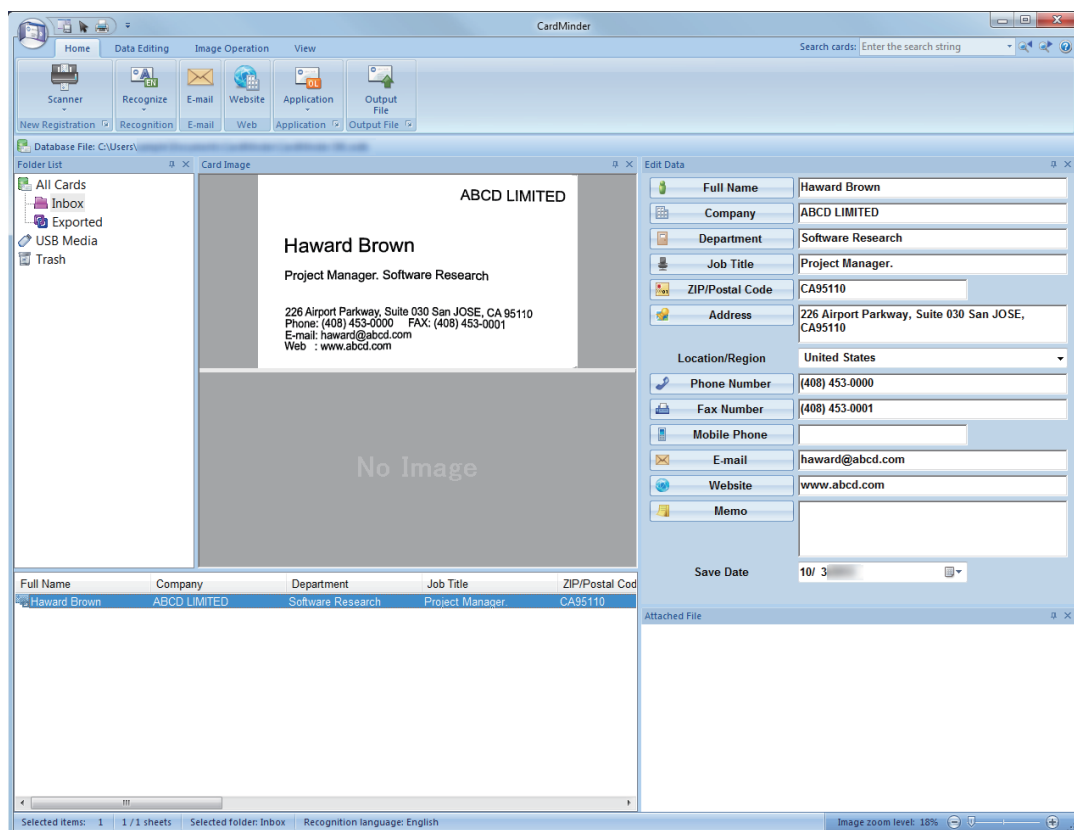 CardMinder
Home Data Editing Image Operation View
Search cards: Enter the search string
Scanner
Recognize
E-mail
Website
Application
Output File
New Registration
Recognition
E-mail
Web
Application
Output File
Database File: C:\Users\
Folder List
All Cards
Inbox
Exported
USB Media
Trash
Card Image
ABCD LIMITED
Haward Brown
Project Manager. Software Research
226 Airport Parkway, Suite 030 San JOSE, CA 95110
Phone: (408) 453-0000 FAX: (408) 453-0001
E-mail: haward@abcd.com
Web : www.abcd.com
No Image
Edit Data
Full Name Haward Brown
Company ABCD LIMITED
Department Software Research
Job Title Project Manager.
ZIP/Postal Code CA95110
Address 226 Airport Parkway, Suite 030 San JOSE,
CA95110
Location/Region United States
Phone Number (408) 453-0000
Fax Number (408) 453-0001
Mobile Phone
E-mail haward@abcd.com
Website www.abcd.com
Memo
Save Date 10/ 3
Full Name Company Department Job Title ZIP/Postal Cod
Haward Brown ABCD LIMITED Software Research Project Manager. CA95110
Attached File
Selected items: 1 1 / 1 sheets Selected folder: Inbox Recognition language: English
Image zoom level: 18%